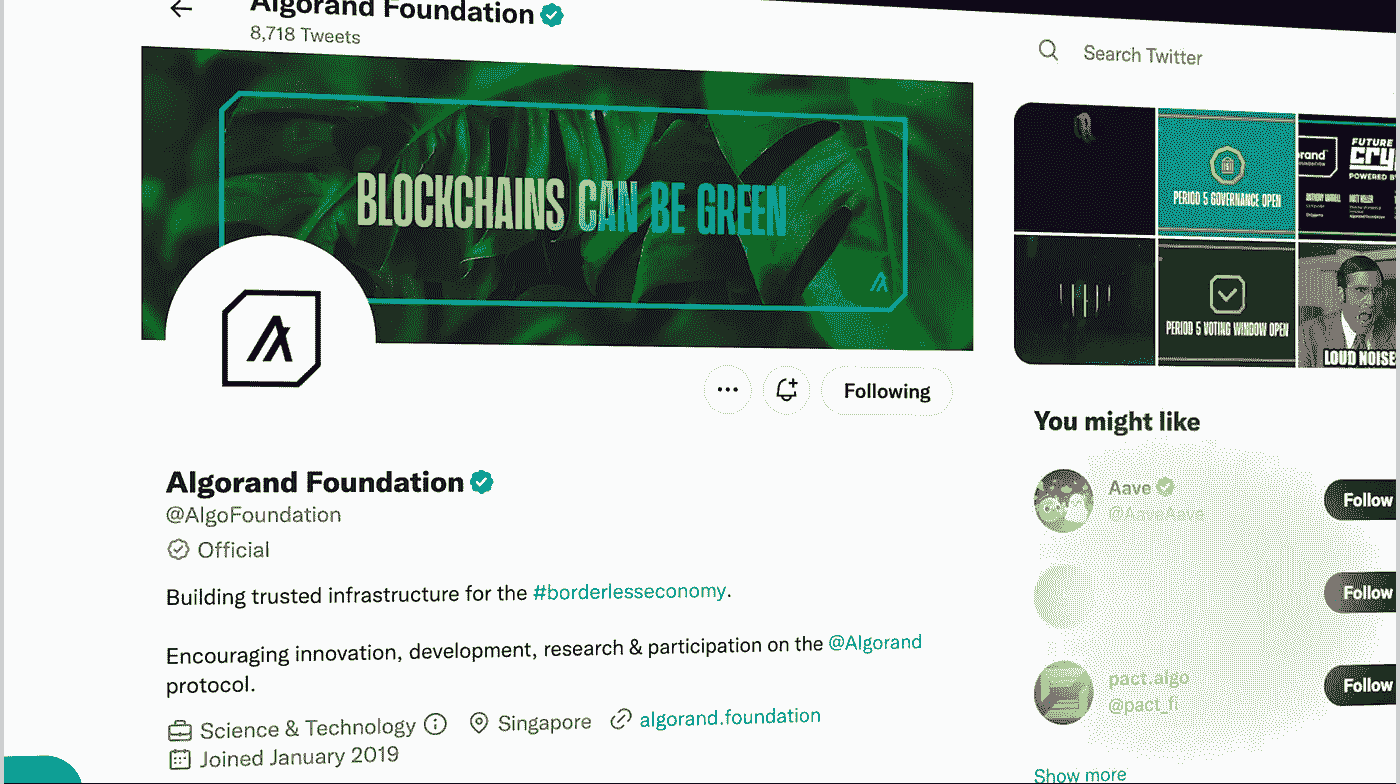 Algorand Foundation
8,718 Tweets
Search Twitter
BLOCKCHAINS CAN BE GREEN
PERIOD 5 GOVERNANCE OPEN
rand
FUTURE
CRY
POWERED B
PERIOD 5 VOTING WINDOW OPEN
LOUD NOISE
Following
Algorand Foundation
@AlgoFoundation
Official
Building trusted infrastructure for the #borderlesseconomy.
Encouraging innovation, development, research & participation on the @Algorand
protocol.
Science & Technology Singapore algorand.foundation
Joined January 2019
You might like
Aave
@AaveAave
Follow
Follow
pact.algo
@pact_fi
Follow
Show more